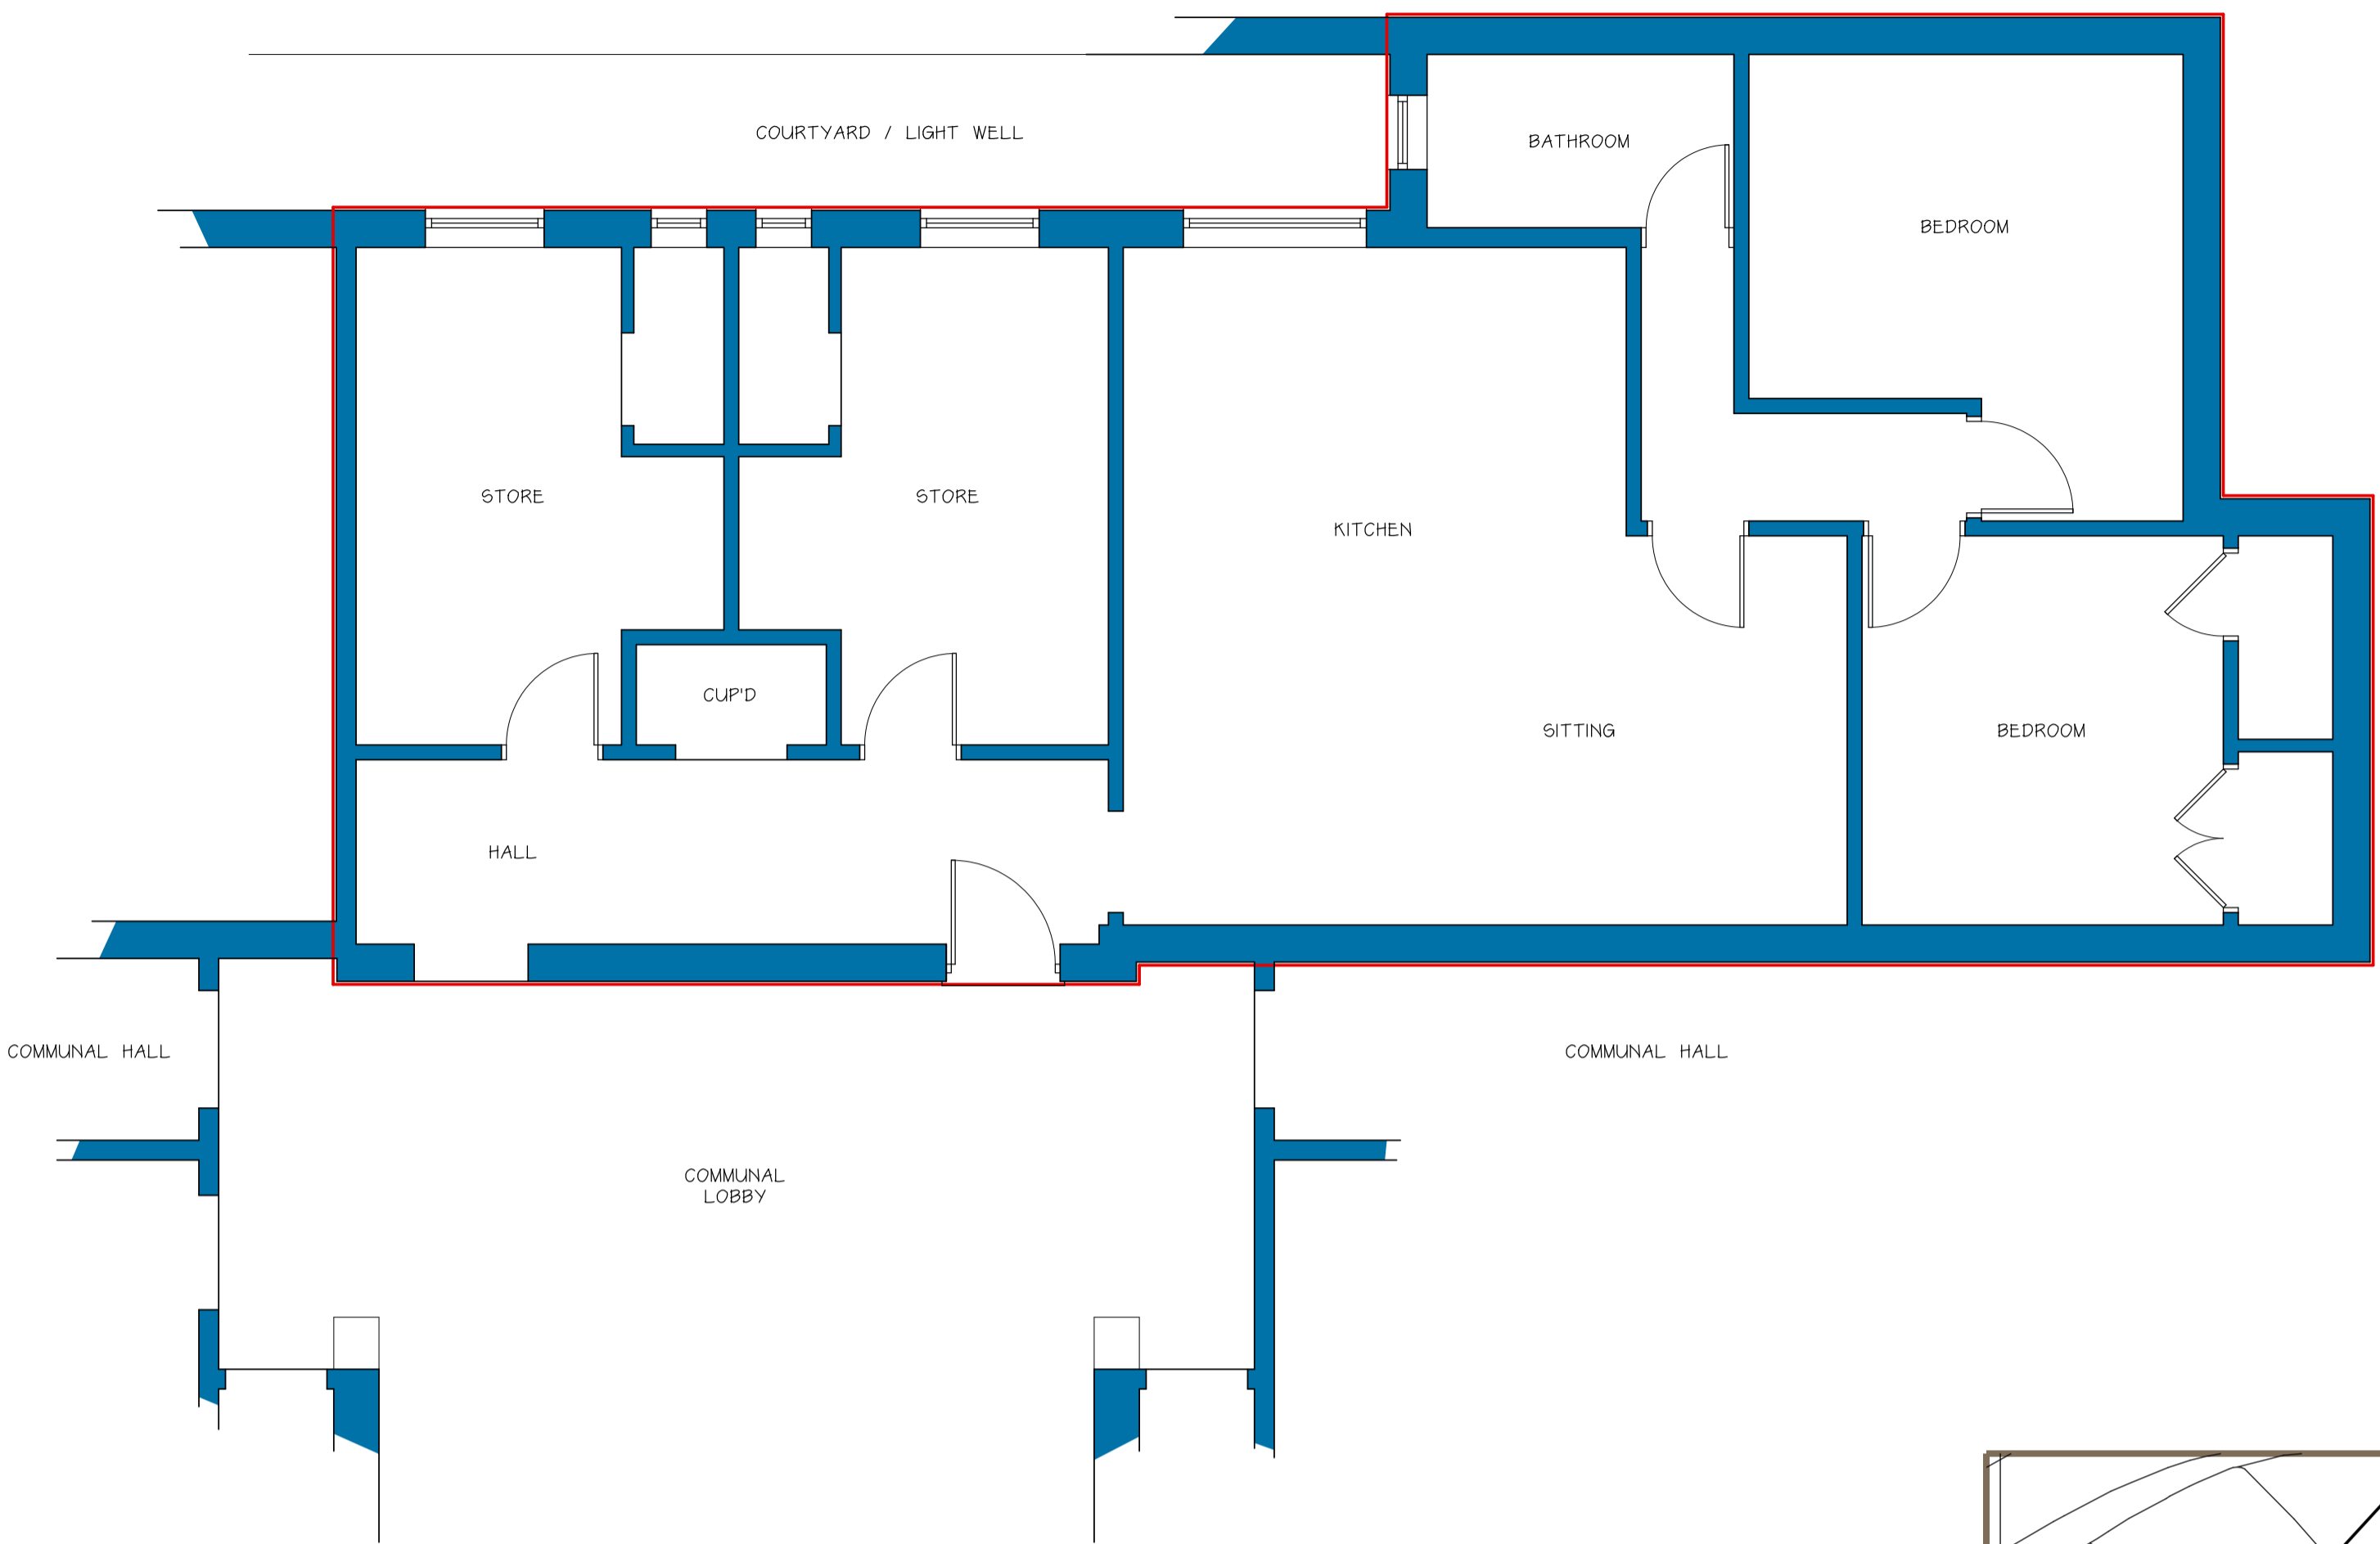 COURTYARD / LIGHT WELL
BATHROOM
BEDROOM
STORE
STORE
KITCHEN
CUP'D
SITTING
BEDROOM
HALL
COMMUNAL HALL
COMMUNAL HALL
COMMUNAL
LOBBY